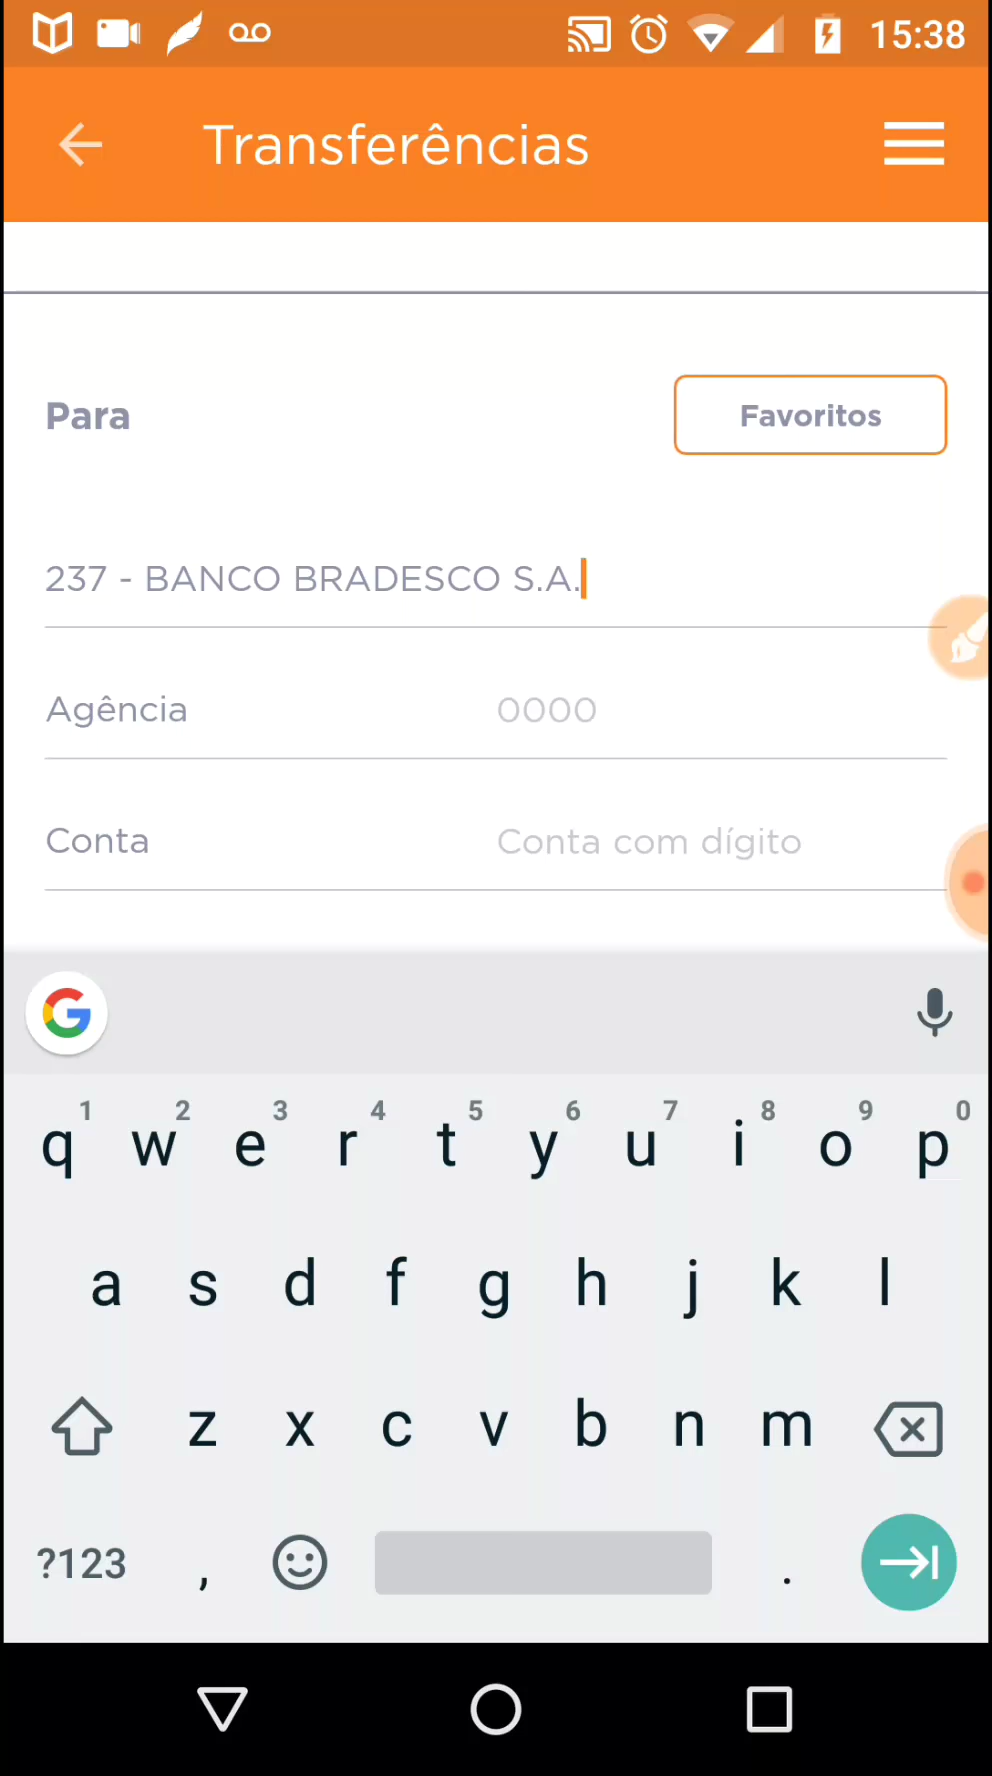 15:38
Transferências
Para
Favoritos
237 - BANCO BRADESCO S.A.
Agência 0000
Conta Conta com dígito
1 2 3 4 5 6 7 8 9 0
q w e r t y u i o p
a s d f g h j k l
z x c v b n m
?123 , .